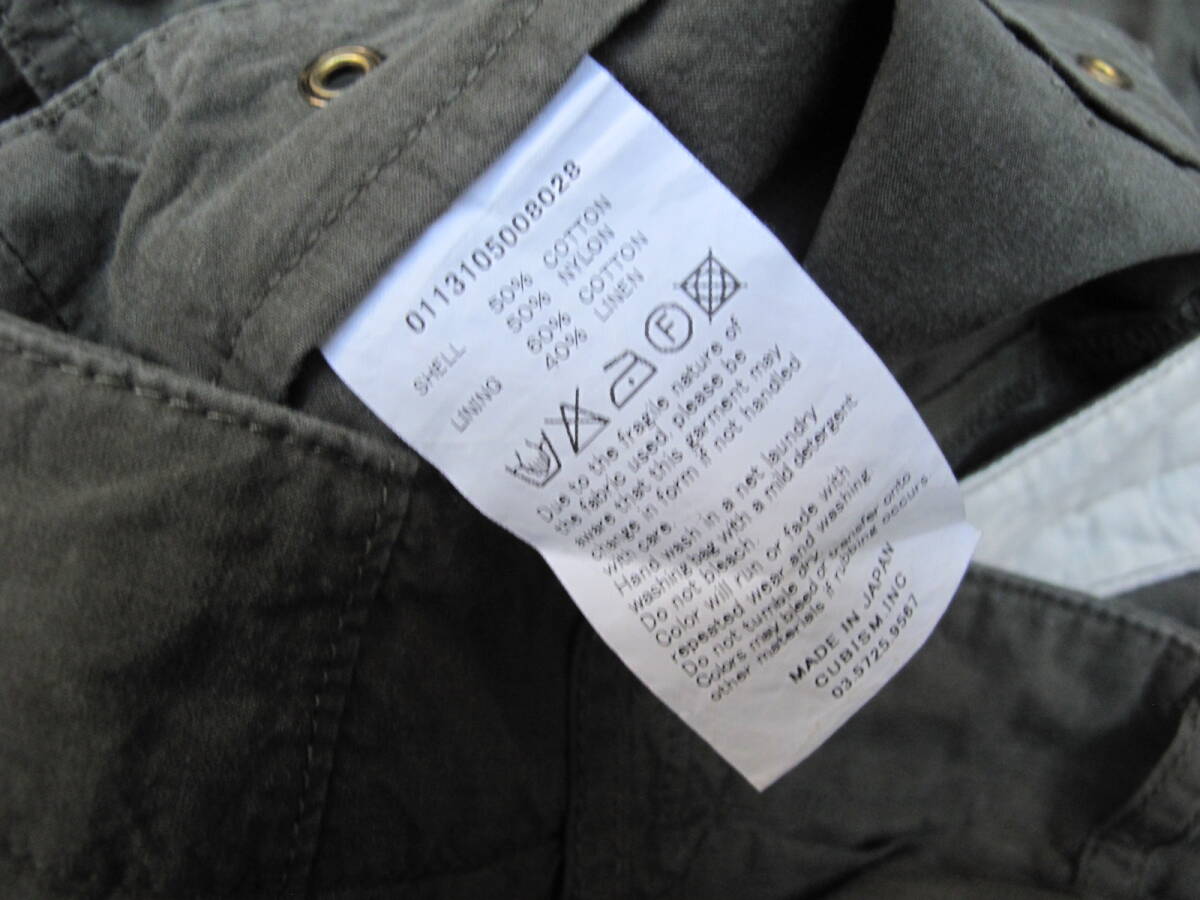 0113105008028
SHELL 50% COTTON
50% NYLON
LINING 60% COTTON
40% LINEN
F
Due to the fragile nature of
the fabric used, please be
aware that this garment may
change in form if not handled
with care.
Hand wash in a net laundry
washing bag with a mild detergent
Do not bleach
Color will run or fade with
repeated wear and washing
Do not tumble dry
Colors may bleed or transfer onto
other materials if rubbing occurs
MADE IN JAPAN
CUBISM.INC
03.5725.9567